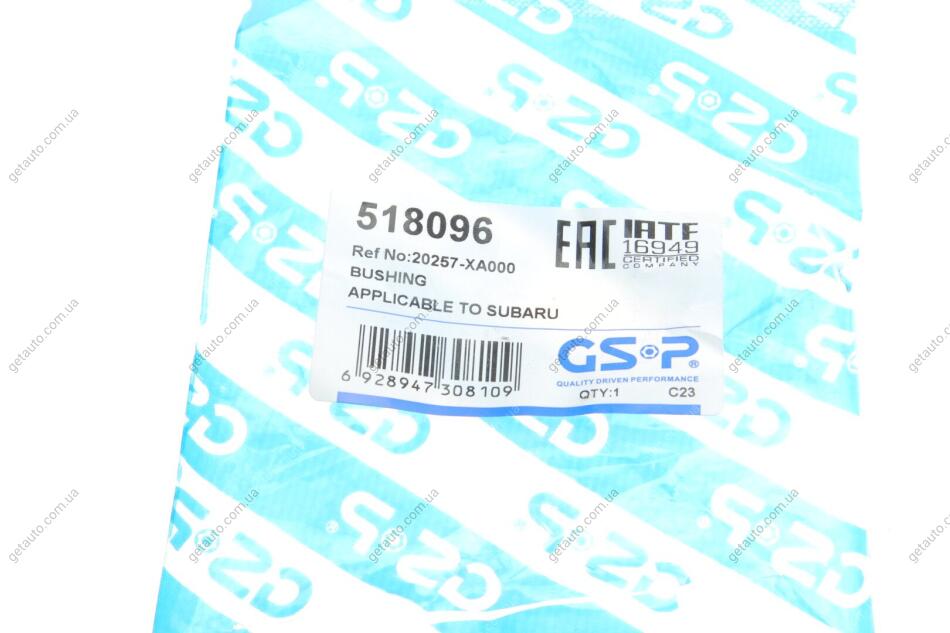 518096
Ref No:20257-XA000
BUSHING
APPLICABLE TO SUBARU
EAC
IATF
16949
CERTIFIED
COMPANY
6 928947 308109
GSP®
QUALITY DRIVEN PERFORMANCE
QTY:1 C23
getauto.com.ua